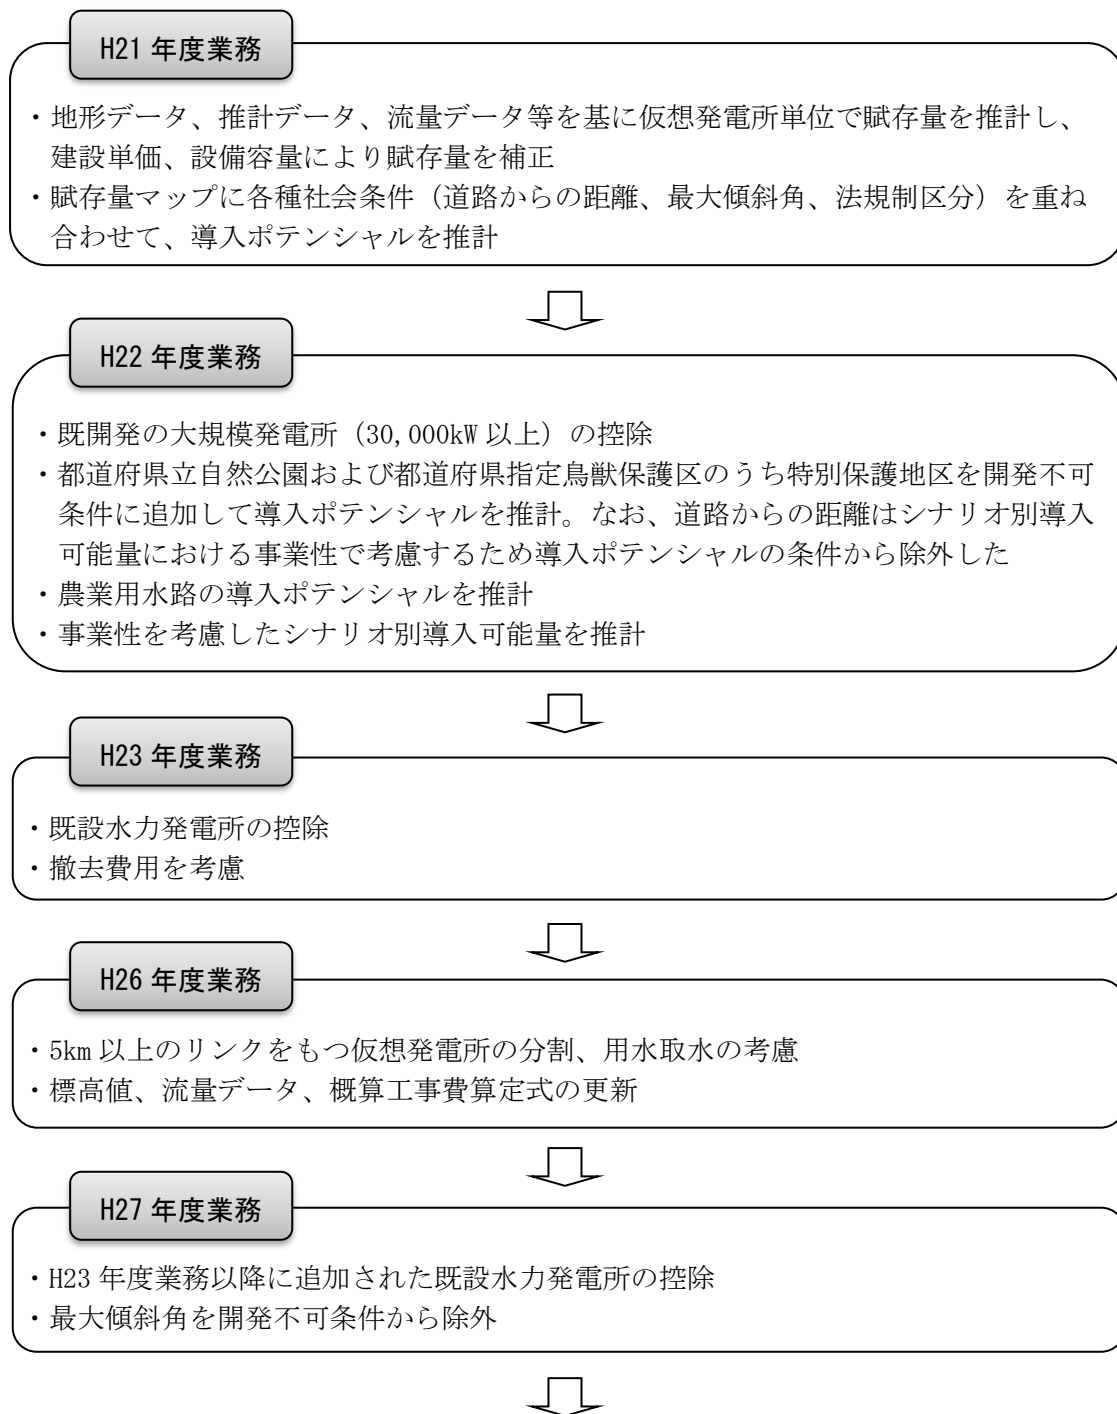 H21 年度業務
・地形データ、推計データ、流量データ等を基に仮想発電所単位で賦存量を推計し、
建設単価、設備容量により賦存量を補正
・賦存量マップに各種社会条件（道路からの距離、最大傾斜角、法規制区分）を重ね
合わせて、導入ポテンシャルを推計
H22 年度業務
・既開発の大規模発電所（30,000kW 以上）の控除
・都道府県立自然公園および都道府県指定鳥獣保護区のうち特別保護地区を開発不可
条件に追加して導入ポテンシャルを推計。なお、道路からの距離はシナリオ別導入
可能量における事業性で考慮するため導入ポテンシャルの条件から除外した
・農業用水路の導入ポテンシャルを推計
・事業性を考慮したシナリオ別導入可能量を推計
H23 年度業務
・既設水力発電所の控除
・撤去費用を考慮
H26 年度業務
・5km 以上のリンクをもつ仮想発電所の分割、用水取水の考慮
・標高値、流量データ、概算工事費算定式の更新
H27 年度業務
・H23 年度業務以降に追加された既設水力発電所の控除
・最大傾斜角を開発不可条件から除外